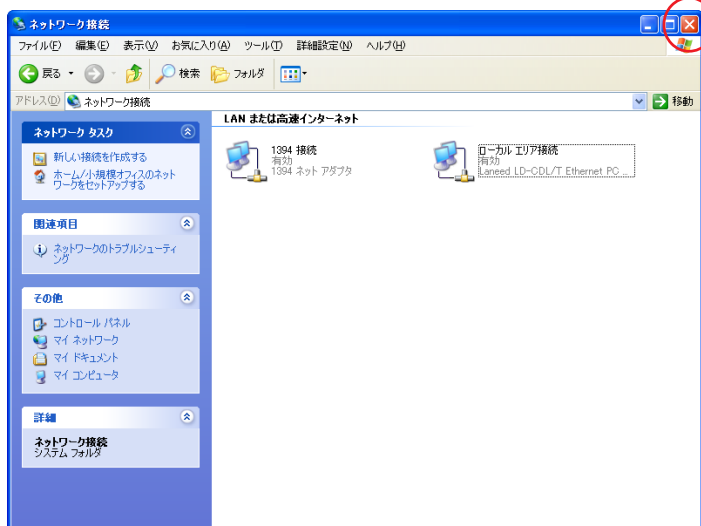 ネットワーク接続
ファイル(F) 編集(E) 表示(V) お気に入り(A) ツール(T) 詳細設定(N) ヘルプ(H)
戻る 検索 フォルダ
アドレス(D) ネットワーク接続 移動
ネットワーク タスク
新しい接続を作成する
ホーム/小規模オフィスのネット
ワークをセットアップする
関連項目
ネットワークのトラブルシューティ
ング
その他
コントロール パネル
マイ ネットワーク
マイ ドキュメント
マイ コンピュータ
詳細
ネットワーク接続
システム フォルダ
LAN または高速インターネット
1394 接続
有効
1394 ネット アダプタ
ローカル エリア接続
有効
Laneed LD-CDL/T Ethernet PC ...